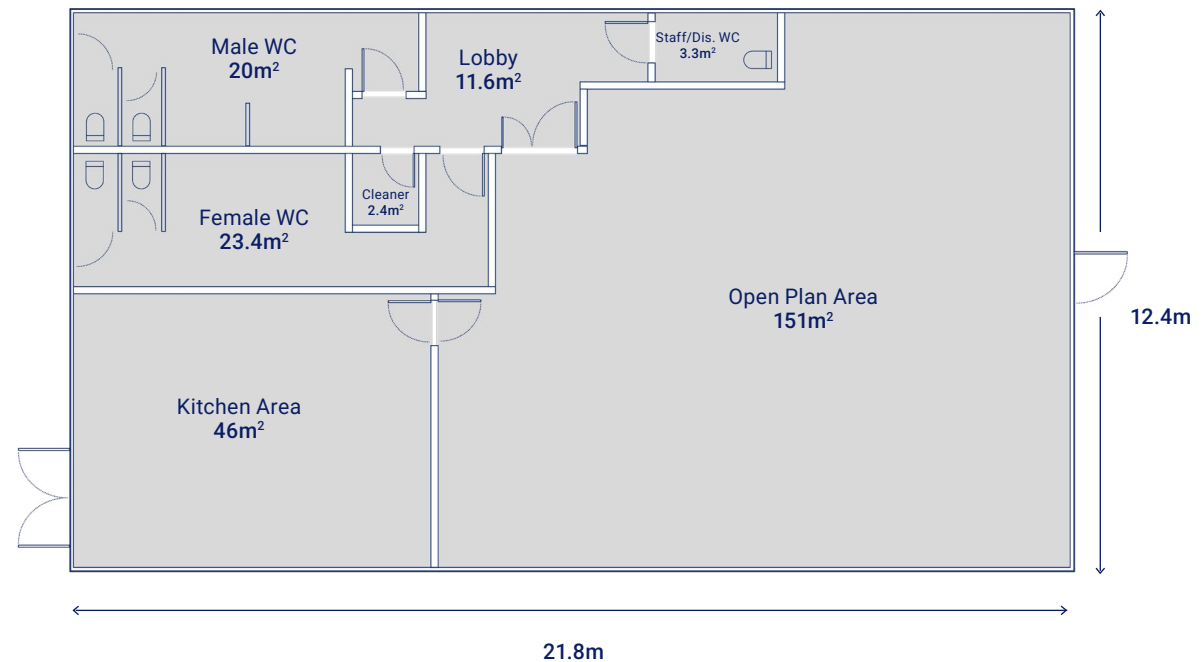 Male WC
20m²
Lobby
11.6m²
Staff/Dis. WC
3.3m²
Cleaner
2.4m²
Female WC
23.4m²
Open Plan Area
151m²
12.4m
Kitchen Area
46m²
21.8m